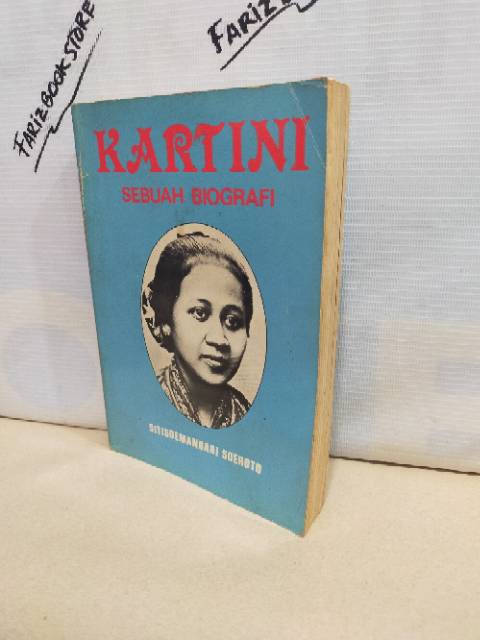 FARIZ BOOK STORE
FARIZ
KARTINI
SEBUAH BIOGRAFI
SITISOEMANDARI SOEROTO